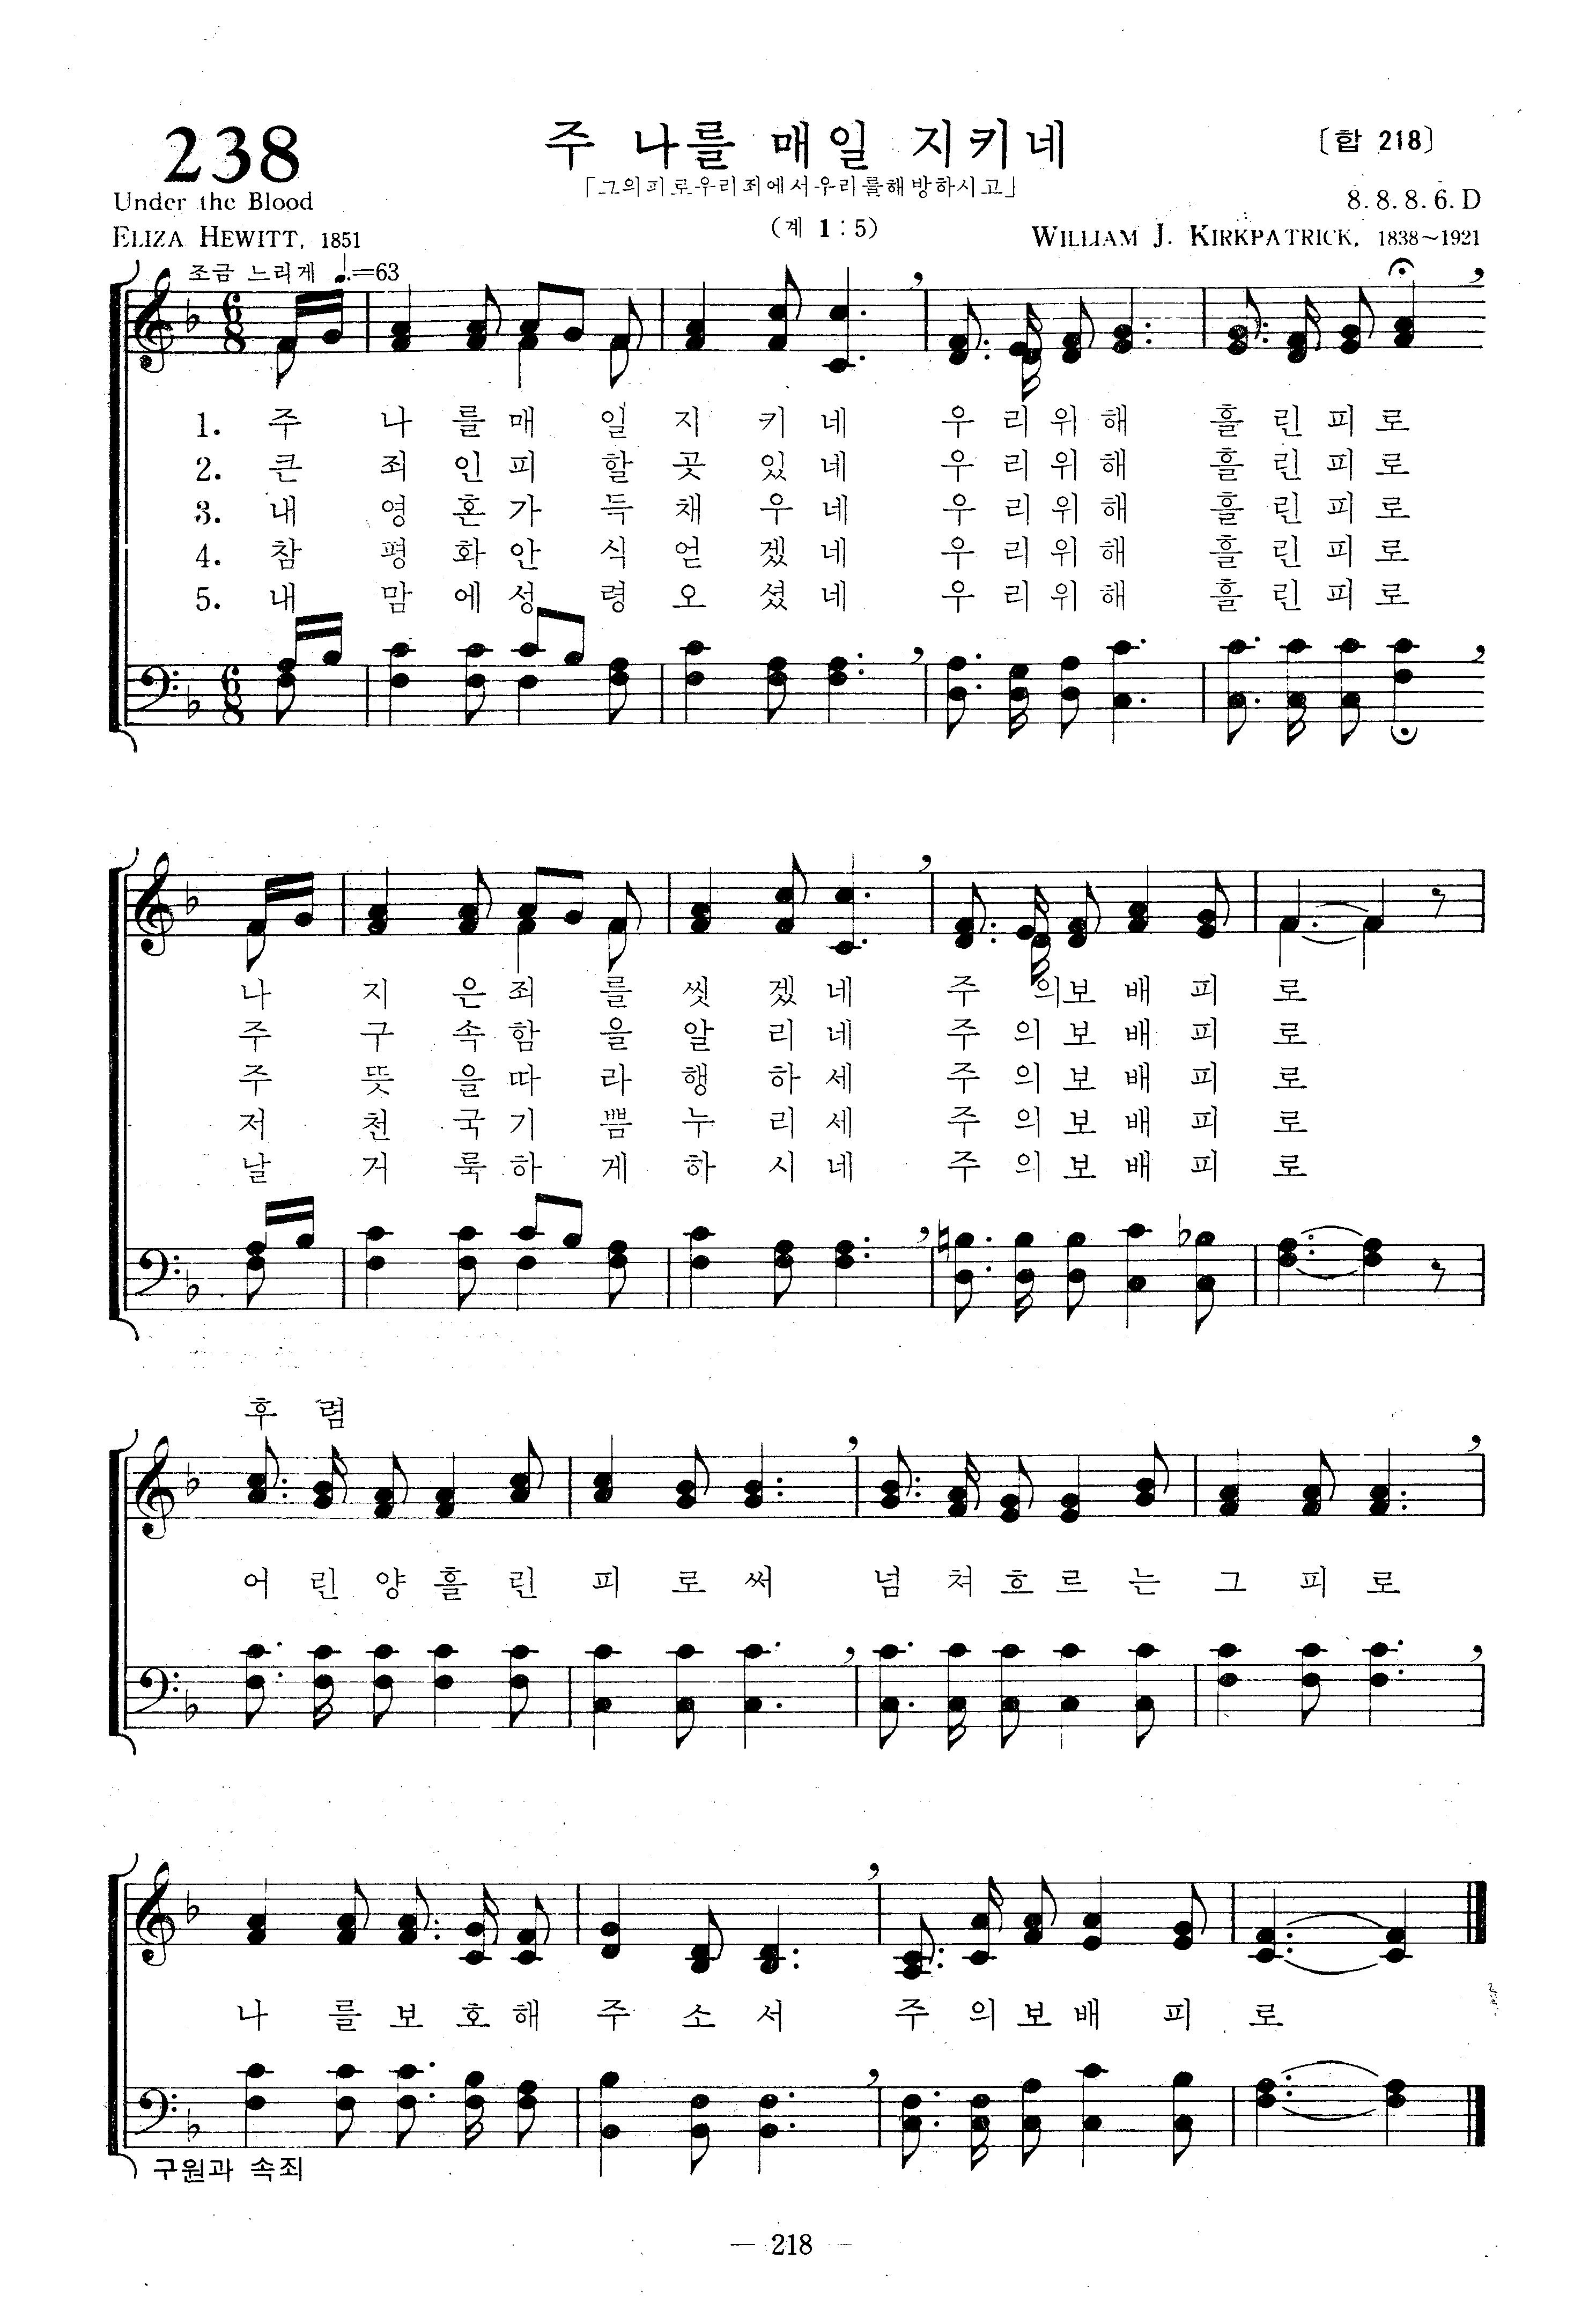 238
주 나를 매일 지키네
〔합 218〕
「그의피로우리죄에서우리를해방하시고」
Under the Blood
8.8.8.6.D
(계 1:5)
ELIZA HEWITT, 1851
WILLIAM J. KIRKPATRICK, 1838~1921
조금 느리게 ♩.=63
1. 주 나 를 매 일 지 키 네 우 리 위 해 흘 린 피 로
2. 큰 죄 인 피 할 곳 있 네 우 리 위 해 흘 린 피 로
3. 내 영 혼 가 득 채 우 네 우 리 위 해 흘 린 피 로
4. 참 평 화 안 식 얻 겠 네 우 리 위 해 흘 린 피 로
5. 내 맘 에 성 령 오 셨 네 우 리 위 해 흘 린 피 로
나 지 은 죄 를 씻 겠 네 주 의 보 배 피 로
주 구 속 함 을 알 리 네 주 의 보 배 피 로
주 뜻 을 따 라 행 하 세 주 의 보 배 피 로
저 천 국 기 쁨 누 리 세 주 의 보 배 피 로
날 거 룩 하 게 하 시 네 주 의 보 배 피 로
후 렴
어 린 양 흘 린 피 로 써 넘 쳐 흐 르 는 그 피 로
나 를 보 호 해 주 소 서 주 의 보 배 피 로
구원과 속죄
— 218 —